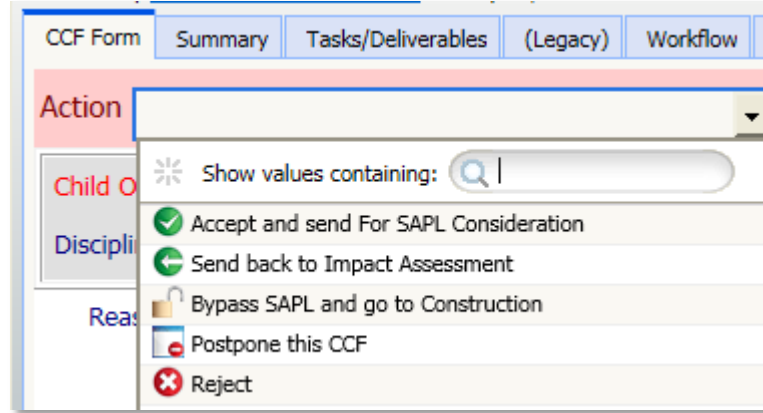 CCF Form Summary Tasks/Deliverables (Legacy) Workflow
Action
Show values containing:
Child O
Accept and send For SAPL Consideration
Disciplin
Send back to Impact Assessment
Bypass SAPL and go to Construction
Reas
Postpone this CCF
Reject